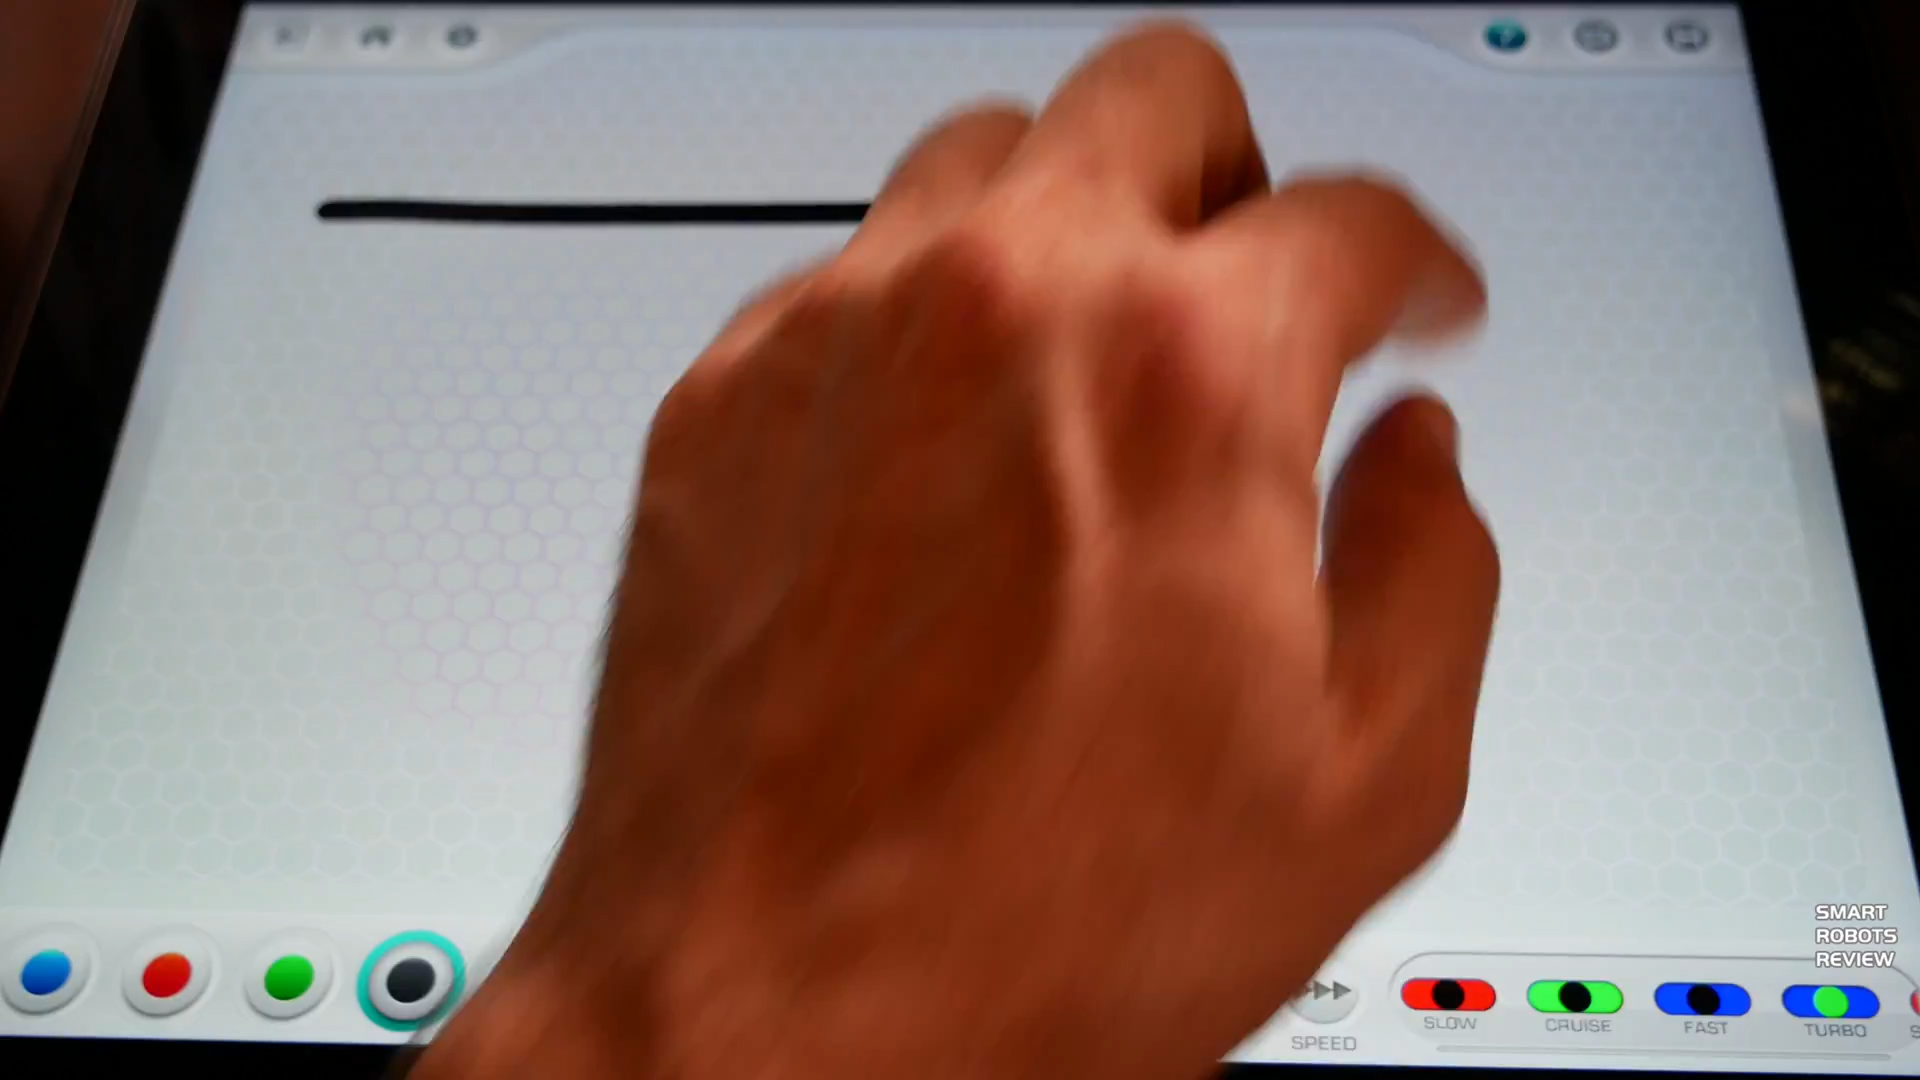 SMART
ROBOTS
REVIEW
SPEED
SLOW
CRUISE
FAST
TURBO